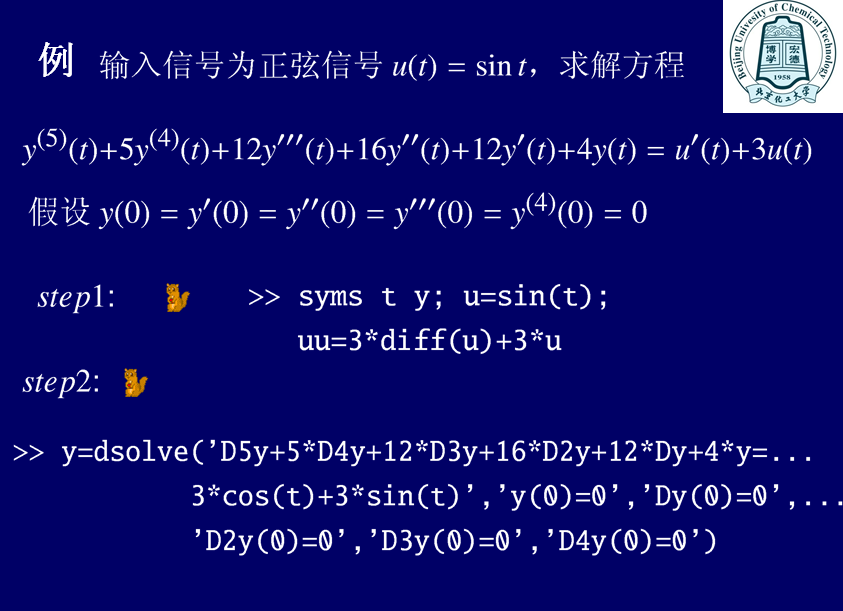 Beijing University of Chemical Technology
博宏
学德
1958
北京化工大学
例 输入信号为正弦信号 u(t) = sin t，求解方程
y⁽⁵⁾(t)+5y⁽⁴⁾(t)+12y′′′(t)+16y′′(t)+12y′(t)+4y(t) = u′(t)+3u(t)
假设 y(0) = y′(0) = y′′(0) = y′′′(0) = y⁽⁴⁾(0) = 0
step1: >> syms t y; u=sin(t);
uu=3*diff(u)+3*u
step2:
>> y=dsolve('D5y+5*D4y+12*D3y+16*D2y+12*Dy+4*y=...
3*cos(t)+3*sin(t)','y(0)=0','Dy(0)=0',...
'D2y(0)=0','D3y(0)=0','D4y(0)=0')